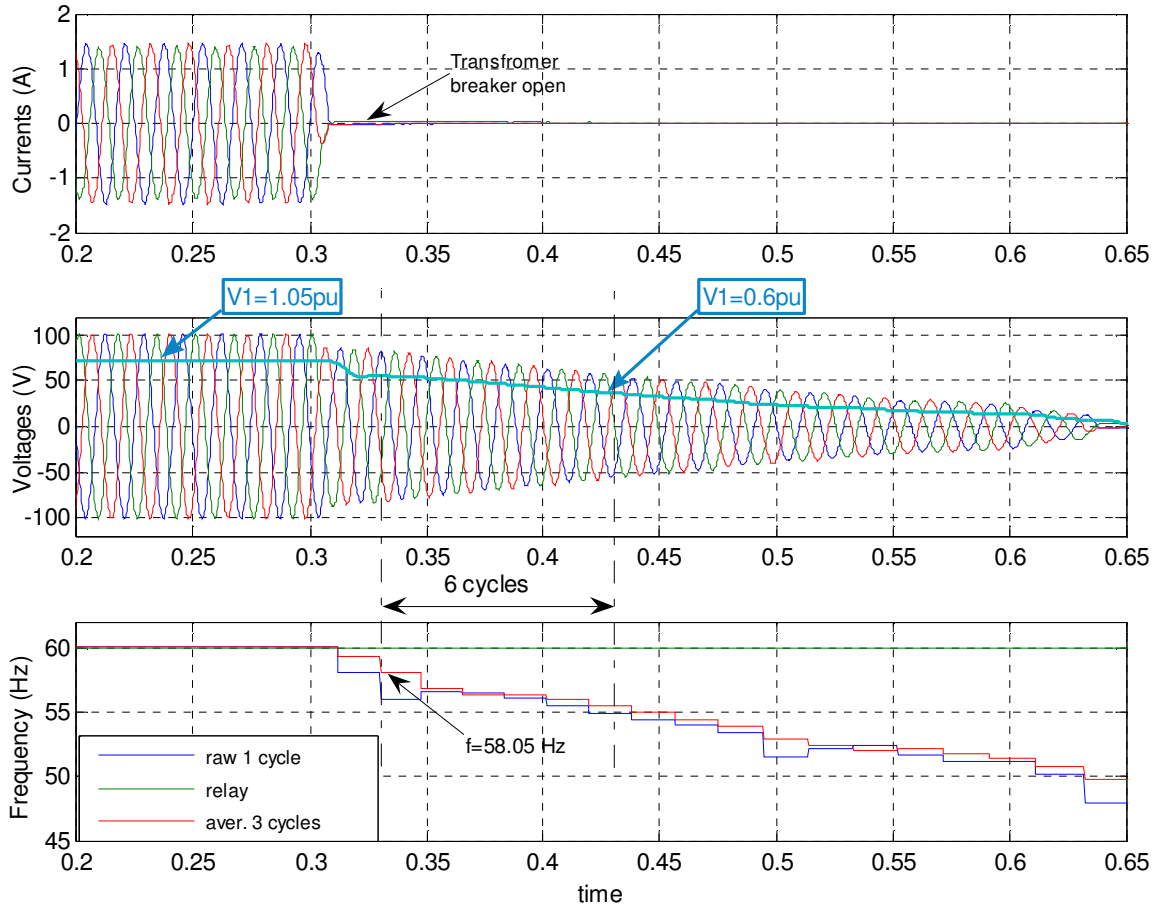 2
1
0
-1
-2
Currents (A)
Transfromer
breaker open
0.2 0.25 0.3 0.35 0.4 0.45 0.5 0.55 0.6 0.65
V1=1.05pu
V1=0.6pu
100
50
0
-50
-100
Voltages (V)
0.2 0.25 0.3 0.35 0.4 0.45 0.5 0.55 0.6 0.65
6 cycles
60
55
50
45
Frequency (Hz)
f=58.05 Hz
raw 1 cycle
relay
aver. 3 cycles
0.2 0.25 0.3 0.35 0.4 0.45 0.5 0.55 0.6 0.65
time